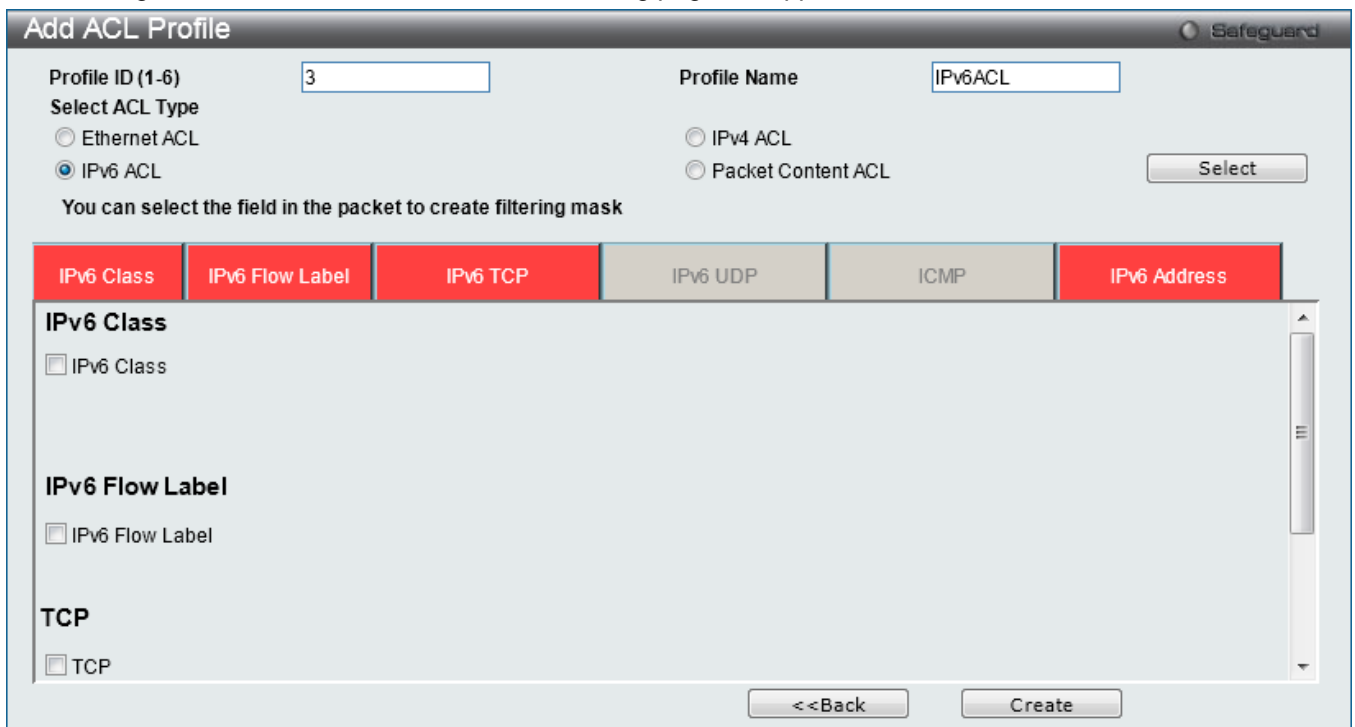 Add ACL Profile Safeguard
Profile ID (1-6) 3 Profile Name IPv6ACL
Select ACL Type
Ethernet ACL IPv4 ACL
IPv6 ACL Packet Content ACL Select
You can select the field in the packet to create filtering mask
IPv6 Class IPv6 Flow Label IPv6 TCP IPv6 UDP ICMP IPv6 Address
IPv6 Class
IPv6 Class
IPv6 Flow Label
IPv6 Flow Label
TCP
TCP
<<Back Create